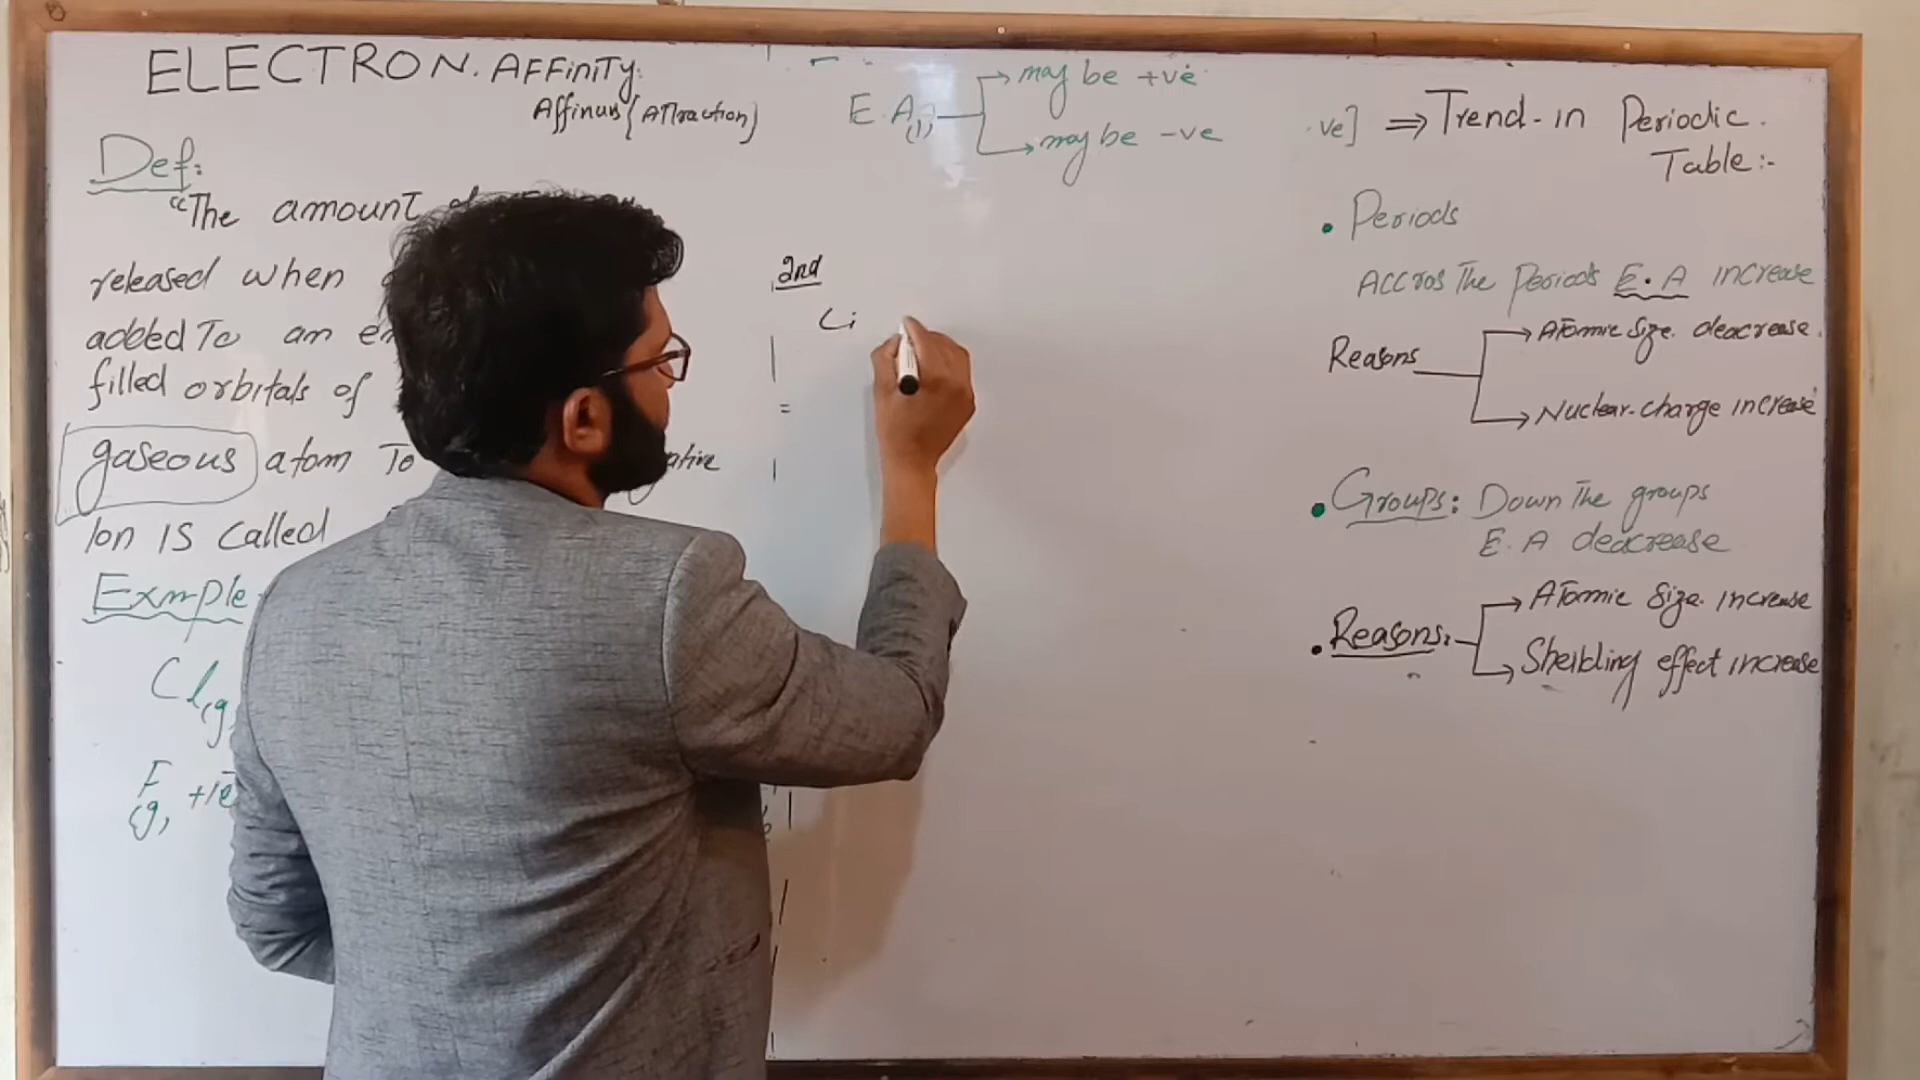 ELECTRON. AFFiniTy.
Affinus {ATTraction}
Def:
"The amount
released when
added To an
filled orbitals of
gaseous atom To
Ion IS called
Exmple
Cl(g)
F(g) +1e
E.A(1) may be +ve
may be -ve
2nd
Li
ve] ⇒ Trend-in Periodic.
Table:-
• Periods
ACCros The Periods E.A increase
Reasons ATomic Size. deacrease.
Nuclear.charge increase
• Groups: Down The groups
E.A deacrease
• Reasons: ATomic Size. increase
Sheilding effect increase